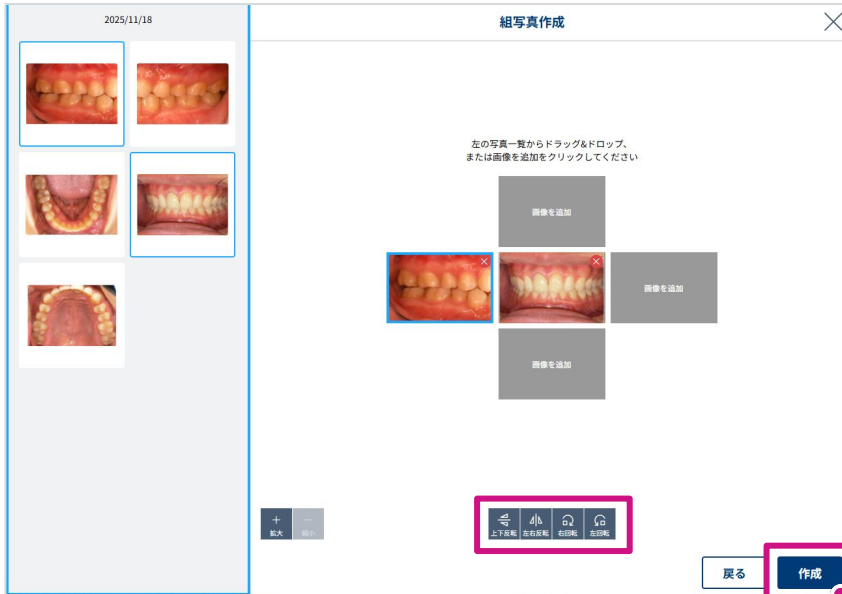 2025/11/18
組写真作成
左の写真一覧からドラッグ&ドロップ、
または画像を追加をクリックしてください
画像を追加
画像を追加
画像を追加
拡大
縮小
上下反転
左右反転
右回転
左回転
戻る
作成